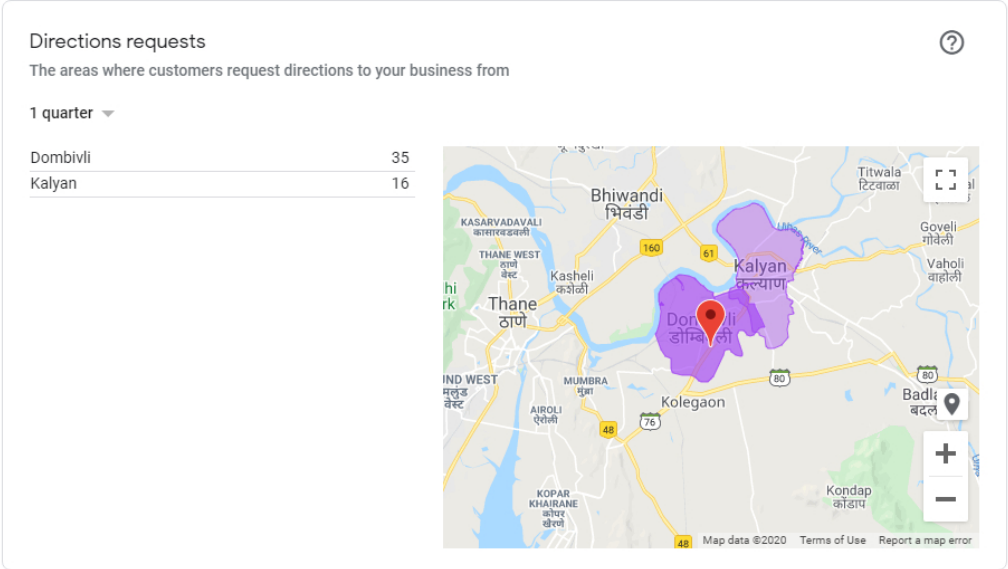 Directions requests
The areas where customers request directions to your business from
1 quarter
Dombivli 35
Kalyan 16
Titwala
टिटवाळा
Bhiwandi
भिवंडी
KASARVADAVALI
कासारवडवली
Ulhas River
Goveli
गोवेली
160
61
THANE WEST
ठाणे
वेस्ट
Kalyan
कल्याण
Vaholi
वाहोली
Kasheli
कशेळी
Thane
ठाणे
80
80
MUMBRA
मुंब्रा
Kolegaon
AIROLI
ऐरोली
48
76
Kondap
कोंडाप
KOPAR
KHAIRANE
कोपर
खैरणे
48
Map data ©2020 Terms of Use Report a map error